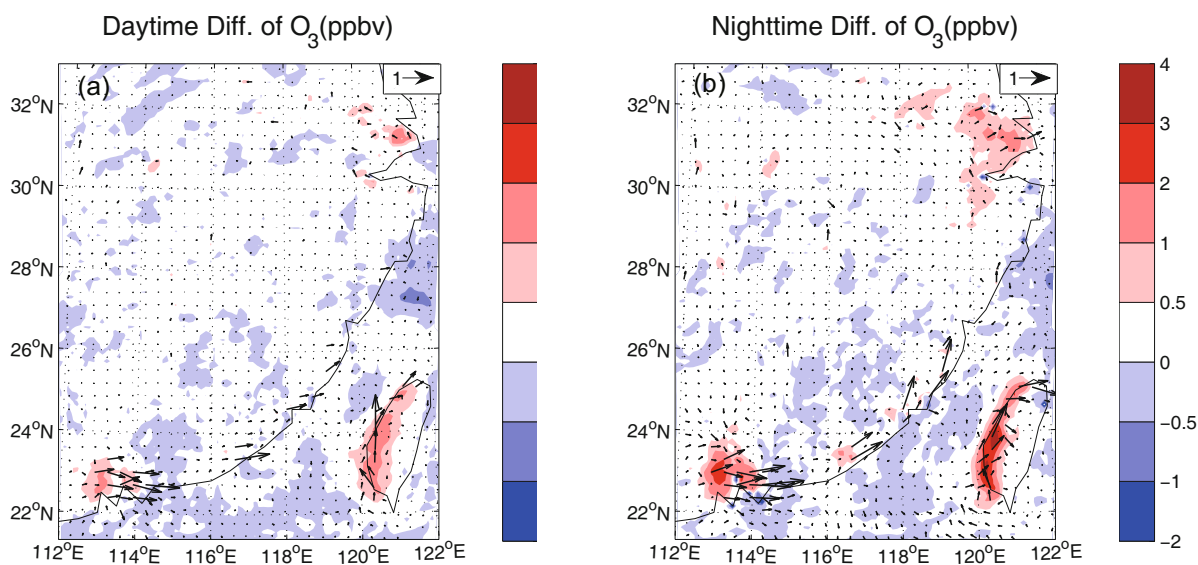 Daytime Diff. of O3(ppbv)
Nighttime Diff. of O3(ppbv)
(a)
1
32°N
30°N
28°N
26°N
24°N
22°N
112°E 114°E 116°E 118°E 120°E 122°E
(b)
1
32°N
30°N
28°N
26°N
24°N
22°N
112°E 114°E 116°E 118°E 120°E 122°E
4
3
2
1
0.5
0
−0.5
−1
−2